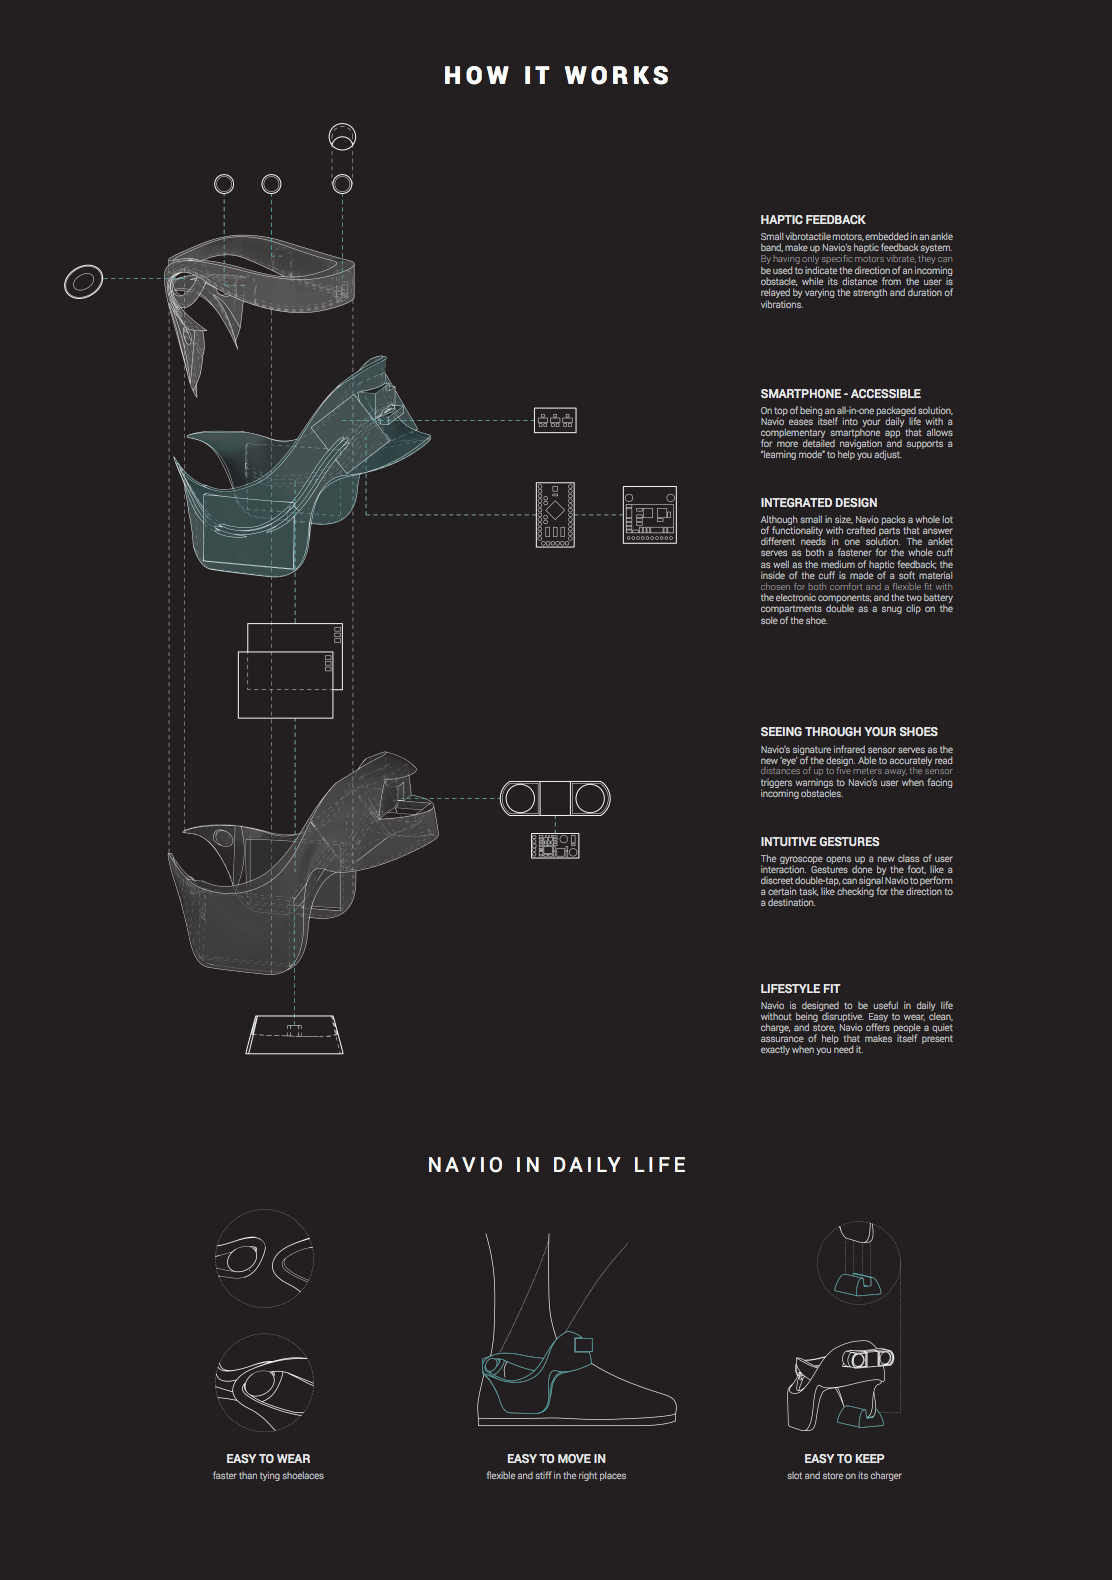 HOW IT WORKS
HAPTIC FEEDBACK
Small vibrotactile motors, embedded in an ankle
band, make up Navio's haptic feedback system.
By having only specific motors vibrate, they can
be used to indicate the direction of an incoming
obstacle, while its distance from the user is
relayed by varying the strength and duration of
vibrations.
SMARTPHONE - ACCESSIBLE
On top of being an all-in-one packaged solution,
Navio eases itself into your daily life with a
complementary smartphone app that allows
for more detailed navigation and supports a
"learning mode" to help you adjust.
INTEGRATED DESIGN
Although small in size, Navio packs a whole lot
of functionality with crafted parts that answer
different needs in one solution. The anklet
serves as both a fastener for the whole cuff
as well as the medium of haptic feedback; the
inside of the cuff is made of a soft material
chosen for both comfort and a flexible fit with
the electronic components; and the two battery
compartments double as a snug clip on the
sole of the shoe.
SEEING THROUGH YOUR SHOES
Navio's signature infrared sensor serves as the
new 'eye' of the design. Able to accurately read
distances of up to five meters away, the sensor
triggers warnings to Navio's user when facing
incoming obstacles.
INTUITIVE GESTURES
The gyroscope opens up a new class of user
interaction. Gestures done by the foot, like a
discreet double-tap, can signal Navio to perform
a certain task, like checking for the direction to
a destination.
LIFESTYLE FIT
Navio is designed to be useful in daily life
without being disruptive. Easy to wear, clean,
charge, and store, Navio offers people a quiet
assurance of help that makes itself present
exactly when you need it.
NAVIO IN DAILY LIFE
EASY TO WEAR
faster than tying shoelaces
EASY TO MOVE IN
flexible and stiff in the right places
EASY TO KEEP
slot and store on its charger